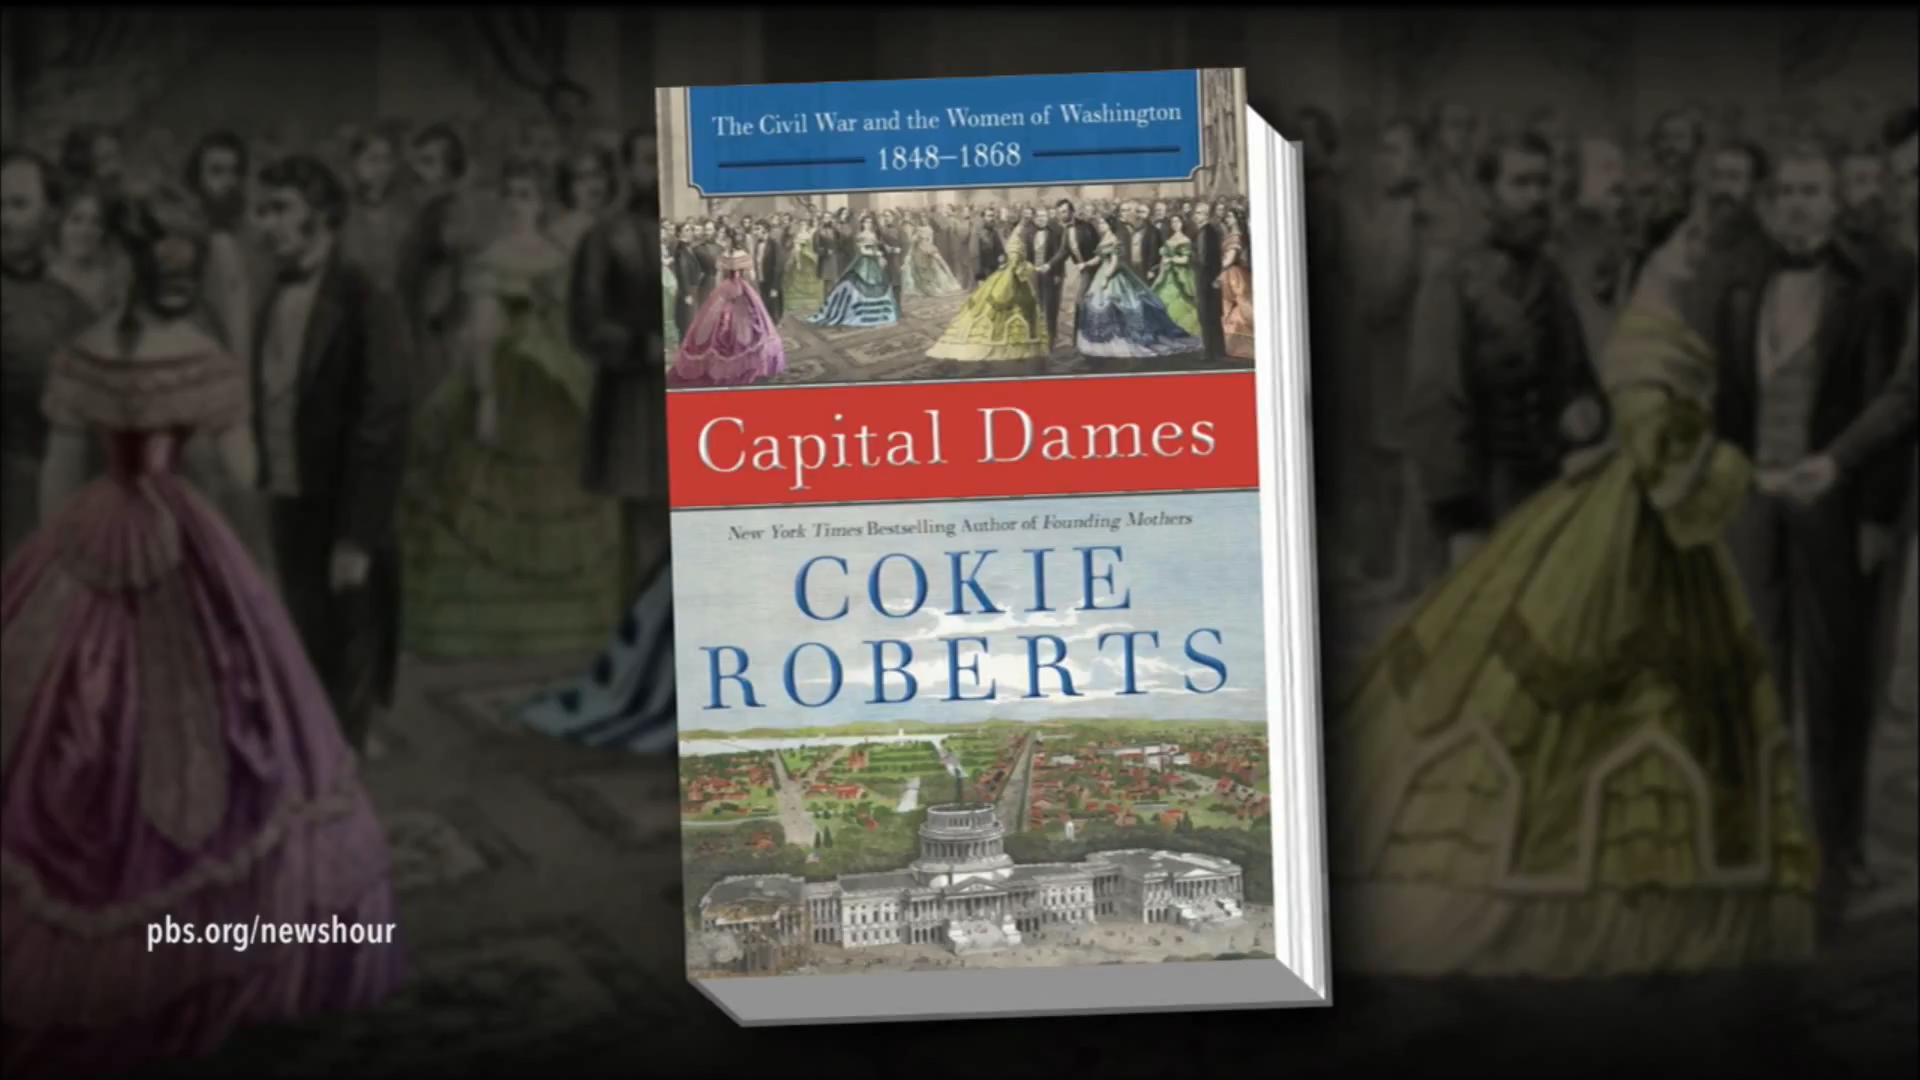 The Civil War and the Women of Washington
1848–1868
Capital Dames
New York Times Bestselling Author of Founding Mothers
COKIE
ROBERTS
pbs.org/newshour